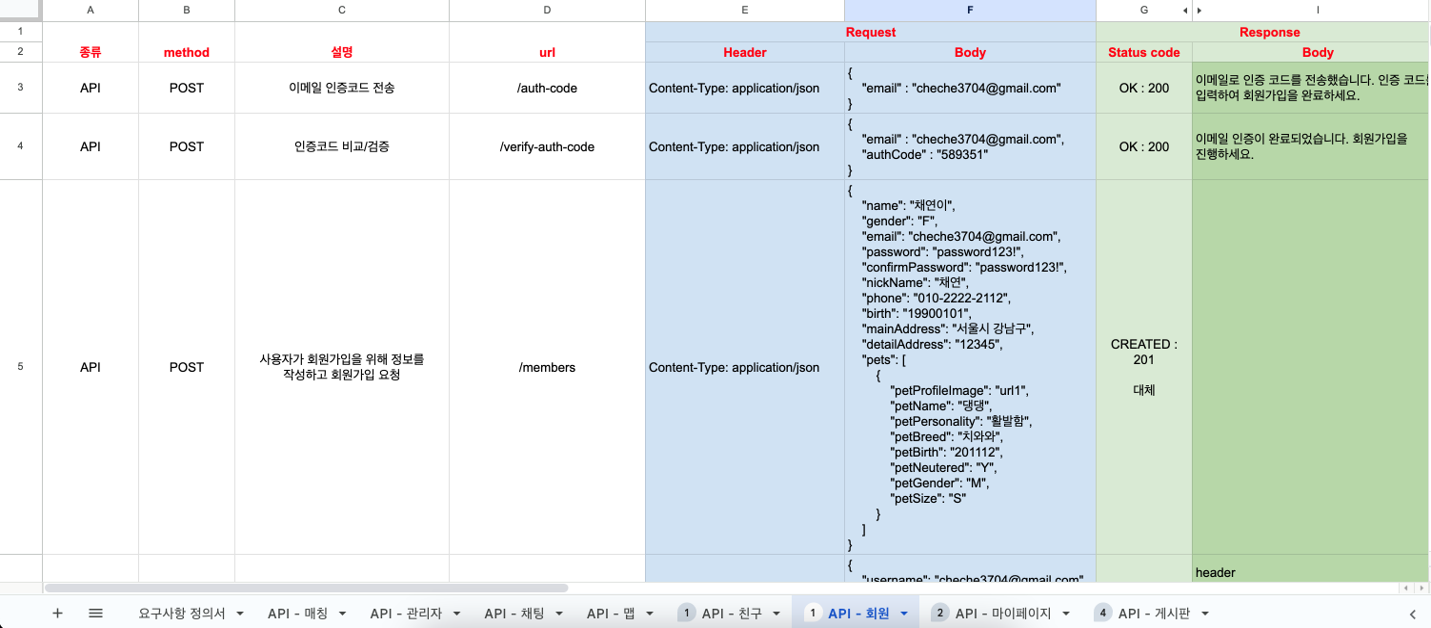 A B C D E F G I
1 Request Response
2 종류 method 설명 url Header Body Status code Body
3 API POST 이메일 인증코드 전송 /auth-code Content-Type: application/json
{
"email" : "cheche3704@gmail.com"
}
OK : 200
이메일로 인증 코드를 전송했습니다. 인증 코드를
입력하여 회원가입을 완료하세요.
4 API POST 인증코드 비교/검증 /verify-auth-code Content-Type: application/json
{
"email" : "cheche3704@gmail.com",
"authCode" : "589351"
}
OK : 200
이메일 인증이 완료되었습니다. 회원가입을
진행하세요.
5 API POST
사용자가 회원가입을 위해 정보를
작성하고 회원가입 요청
/members Content-Type: application/json
{
"name": "채연이",
"gender": "F",
"email": "cheche3704@gmail.com",
"password": "password123!",
"confirmPassword": "password123!",
"nickName": "채연",
"phone": "010-2222-2112",
"birth": "19900101",
"mainAddress": "서울시 강남구",
"detailAddress": "12345",
"pets": [
{
"petProfileImage": "url1",
"petName": "댕댕",
"petPersonality": "활발함",
"petBreed": "치와와",
"petBirth": "201112",
"petNeutered": "Y",
"petGender": "M",
"petSize": "S"
}
]
}
CREATED :
201
대체
{
"username": "cheche3704@gmail.com"
header
요구사항 정의서 API - 매칭 API - 관리자 API - 채팅 API - 맵 1 API - 친구 1 API - 회원 2 API - 마이페이지 4 API - 게시판